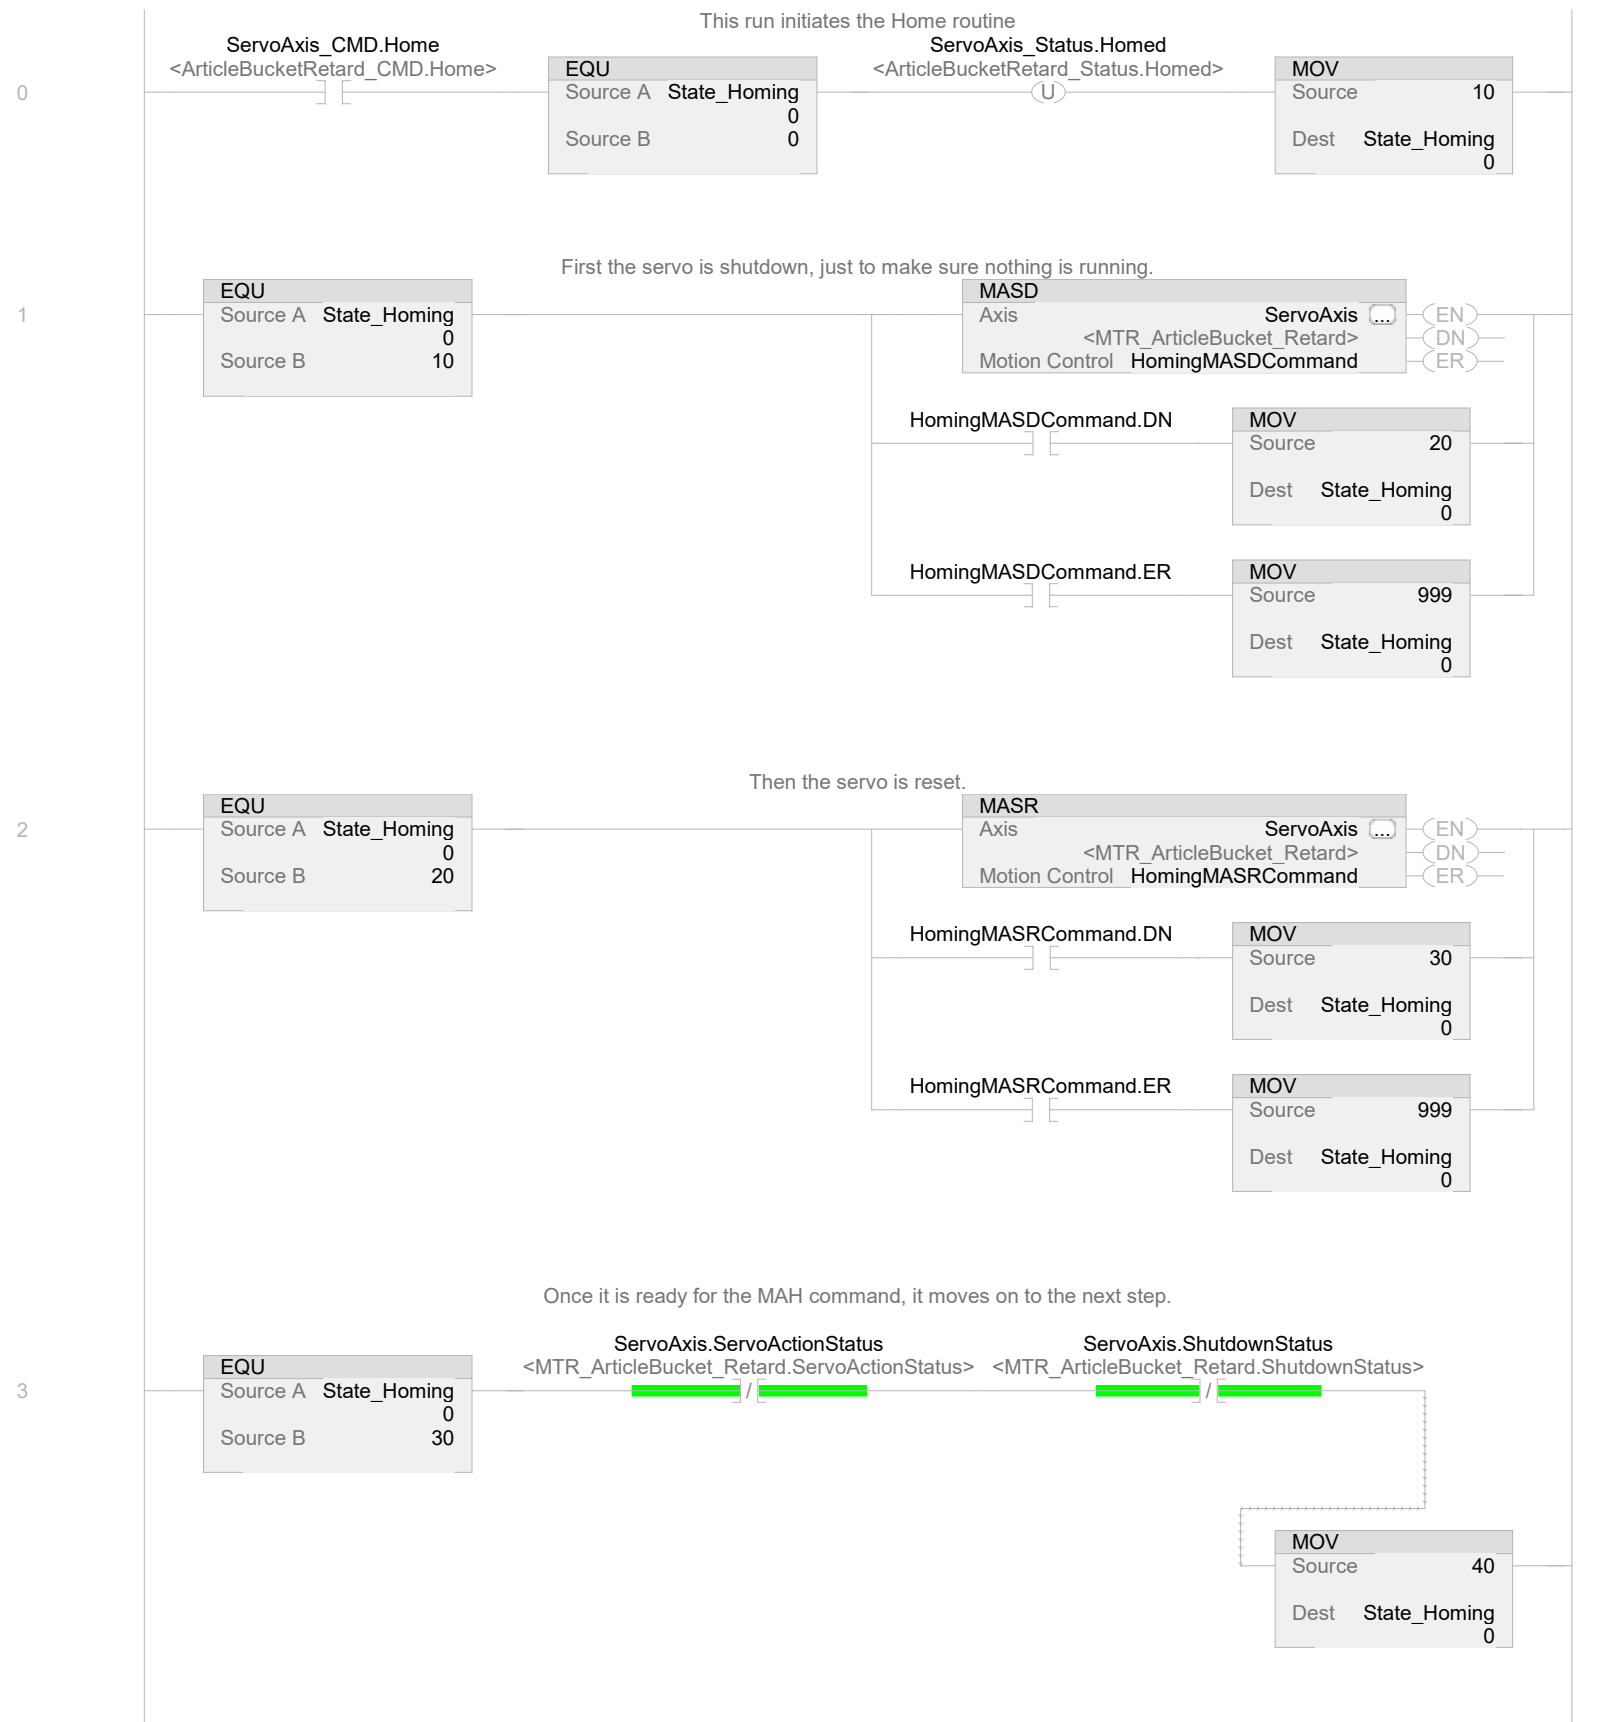 This run initiates the Home routine
ServoAxis_CMD.Home
<ArticleBucketRetard_CMD.Home>
ServoAxis_Status.Homed
<ArticleBucketRetard_Status.Homed>
0
EQU
Source A State_Homing
0
Source B 0
U
MOV
Source 10
Dest State_Homing
0
First the servo is shutdown, just to make sure nothing is running.
1
EQU
Source A State_Homing
0
Source B 10
MASD
Axis ServoAxis ...
<MTR_ArticleBucket_Retard>
Motion Control HomingMASDCommand
EN
DN
ER
HomingMASDCommand.DN
MOV
Source 20
Dest State_Homing
0
HomingMASDCommand.ER
MOV
Source 999
Dest State_Homing
0
Then the servo is reset.
2
EQU
Source A State_Homing
0
Source B 20
MASR
Axis ServoAxis ...
<MTR_ArticleBucket_Retard>
Motion Control HomingMASRCommand
EN
DN
ER
HomingMASRCommand.DN
MOV
Source 30
Dest State_Homing
0
HomingMASRCommand.ER
MOV
Source 999
Dest State_Homing
0
Once it is ready for the MAH command, it moves on to the next step.
3
EQU
Source A State_Homing
0
Source B 30
ServoAxis.ServoActionStatus
<MTR_ArticleBucket_Retard.ServoActionStatus>
/
ServoAxis.ShutdownStatus
<MTR_ArticleBucket_Retard.ShutdownStatus>
/
MOV
Source 40
Dest State_Homing
0